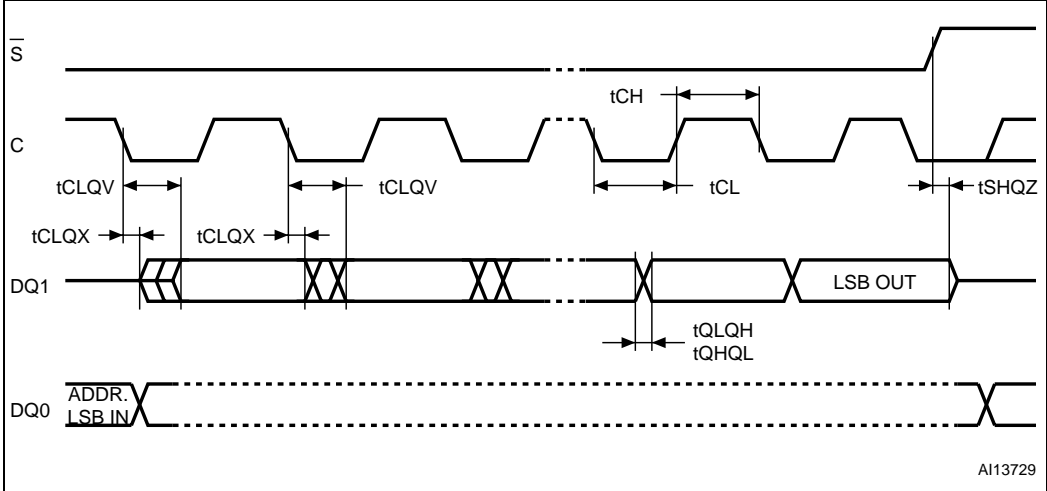 S̅
tCH
C
tCLQV
tCLQV
tCL
tSHQZ
tCLQX
tCLQX
DQ1
LSB OUT
tQLQH
tQHQL
DQ0
ADDR.
LSB IN
AI13729